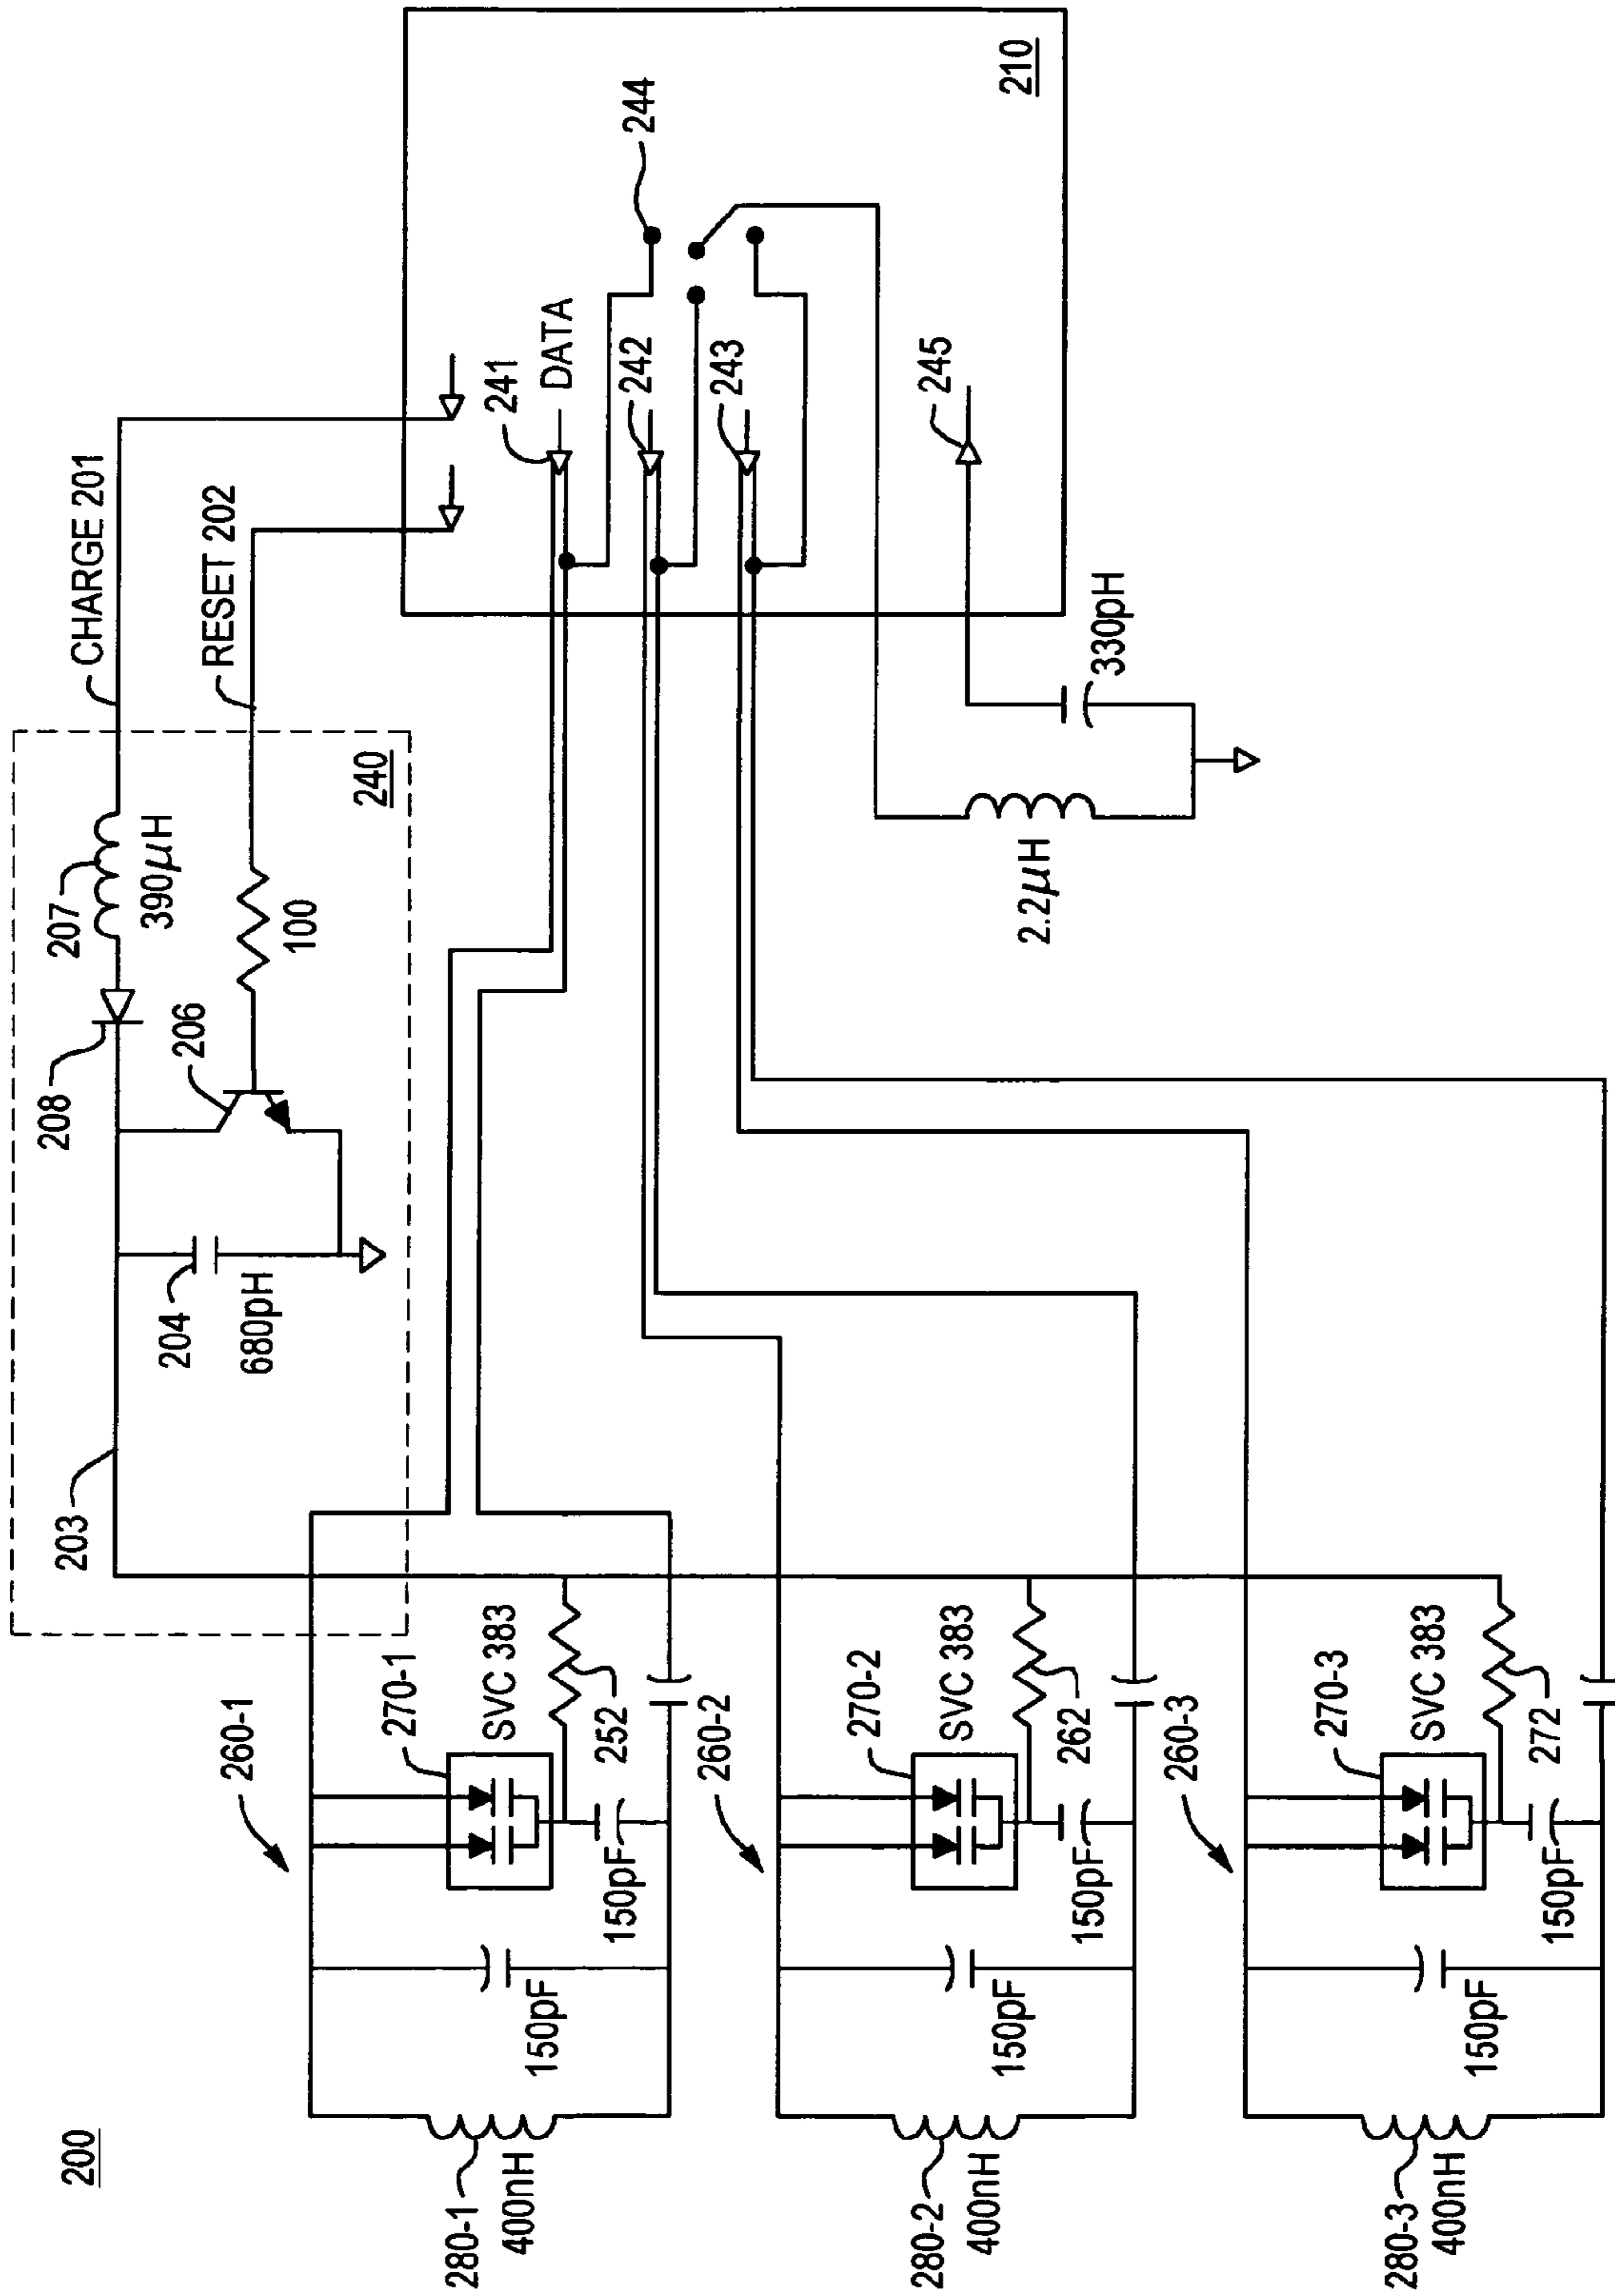 200
203
204
680pH
208
206
207
390µH
100
240
CHARGE 201
RESET 202
210
241
DATA
242
243
244
245
330pH
2.2µH
260-1
270-1
SVC 383
252
150pF
150pF
280-1
400nH
260-2
270-2
SVC 383
262
150pF
150pF
280-2
400nH
260-3
270-3
SVC 383
272
150pF
150pF
280-3
400nH